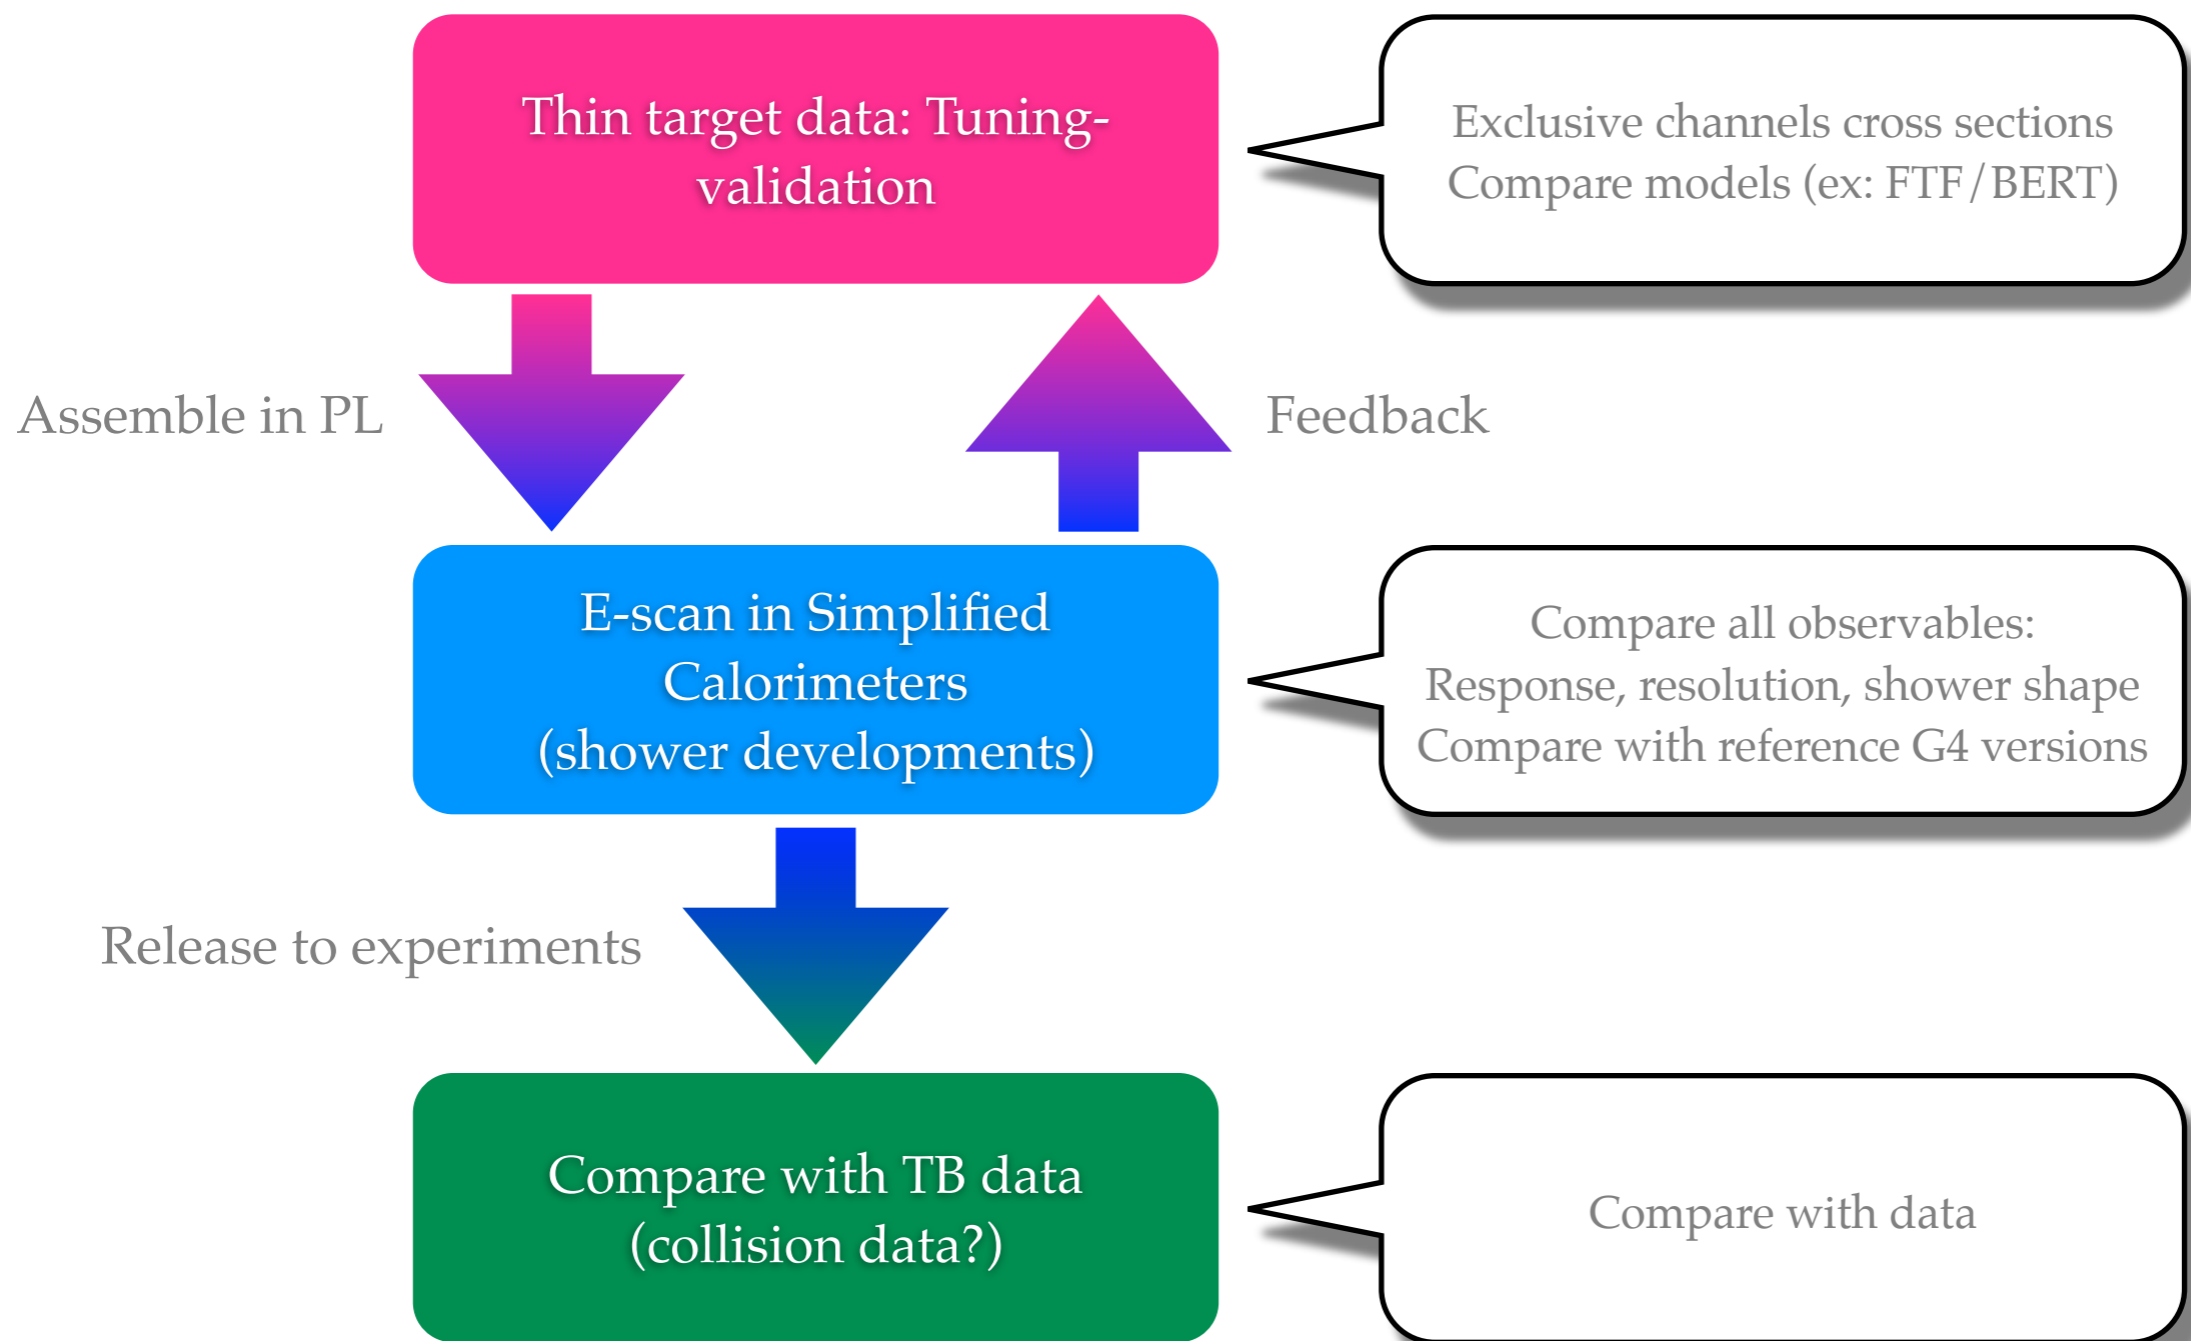 Thin target data: Tuning-
validation
Exclusive channels cross sections
Compare models (ex: FTF/BERT)
Assemble in PL
Feedback
E-scan in Simplified
Calorimeters
(shower developments)
Compare all observables:
Response, resolution, shower shape
Compare with reference G4 versions
Release to experiments
Compare with TB data
(collision data?)
Compare with data